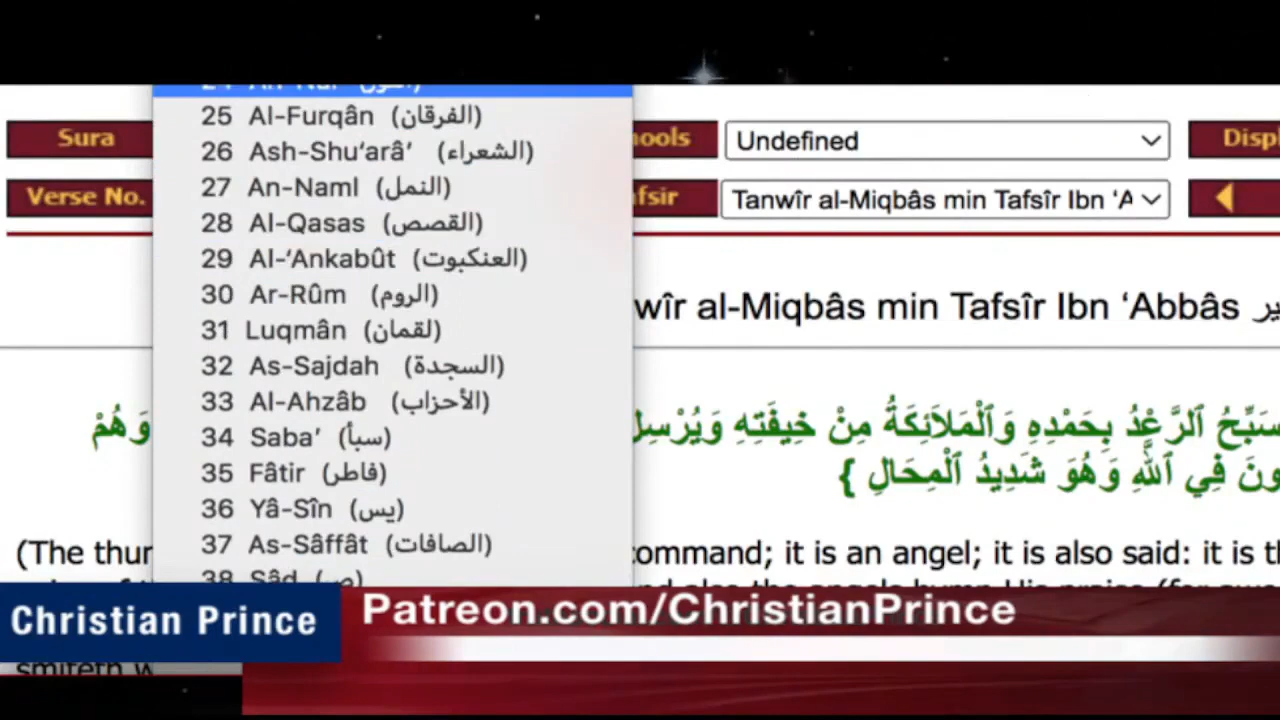 25 Al-Furqân (الفرقان)
26 Ash-Shu‘arâ’ (الشعراء)
27 An-Naml (النمل)
28 Al-Qasas (القصص)
29 Al-‘Ankabût (العنكبوت)
30 Ar-Rûm (الروم)
31 Luqmân (لقمان)
32 As-Sajdah (السجدة)
33 Al-Ahzâb (الأحزاب)
34 Saba’ (سبأ)
35 Fâtir (فاطر)
36 Yâ-Sîn (يس)
37 As-Sâffât (الصافات)
38 Sâd (ص)
Sura
Undefined
Verse No.
Tanwîr al-Miqbâs min Tafsîr Ibn ‘A
al-Miqbâs min Tafsîr Ibn ‘Abbâs
ٱلرَّعْدُ بِحَمْدِهِ وَٱلْمَلاَئِكَةُ مِنْ خِيفَتِهِ وَيُرْسِلُ وَهُمْ
فِي ٱللَّهِ وَهُوَ شَدِيدُ ٱلْمِحَالِ }
(The command; it is an angel; it is also said: it is
Christian Prince
Patreon.com/ChristianPrince
smiteth